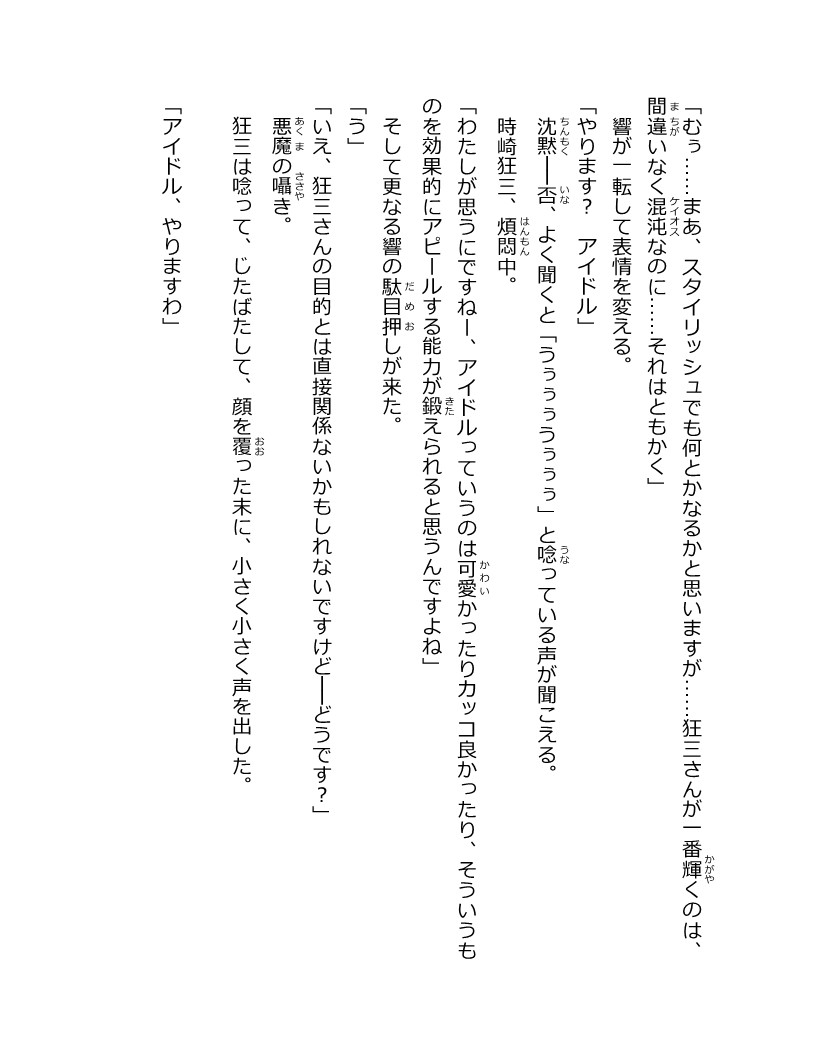 「むぅ……まあ、スタイリッシュでも何とかなるかと思いますが……狂三さんが一番輝くのは、
間違いなく混沌なのに……それはともかく」
響が一転して表情を変える。
「やります？　アイドル」
沈黙──否、よく聞くと「うぅぅぅうぅぅぅ」と唸っている声が聞こえる。
時崎狂三、煩悶中。
「わたしが思うにですねー、アイドルっていうのは可愛かったりカッコ良かったり、そういうも
のを効果的にアピールする能力が鍛えられると思うんですよね」
そして更なる響の駄目押しが来た。
「う」
「いえ、狂三さんの目的とは直接関係ないかもしれないですけど──どうです？」
悪魔の囁き。
狂三は唸って、じたばたして、顔を覆った末に、小さく小さく声を出した。
「アイドル、やりますわ」